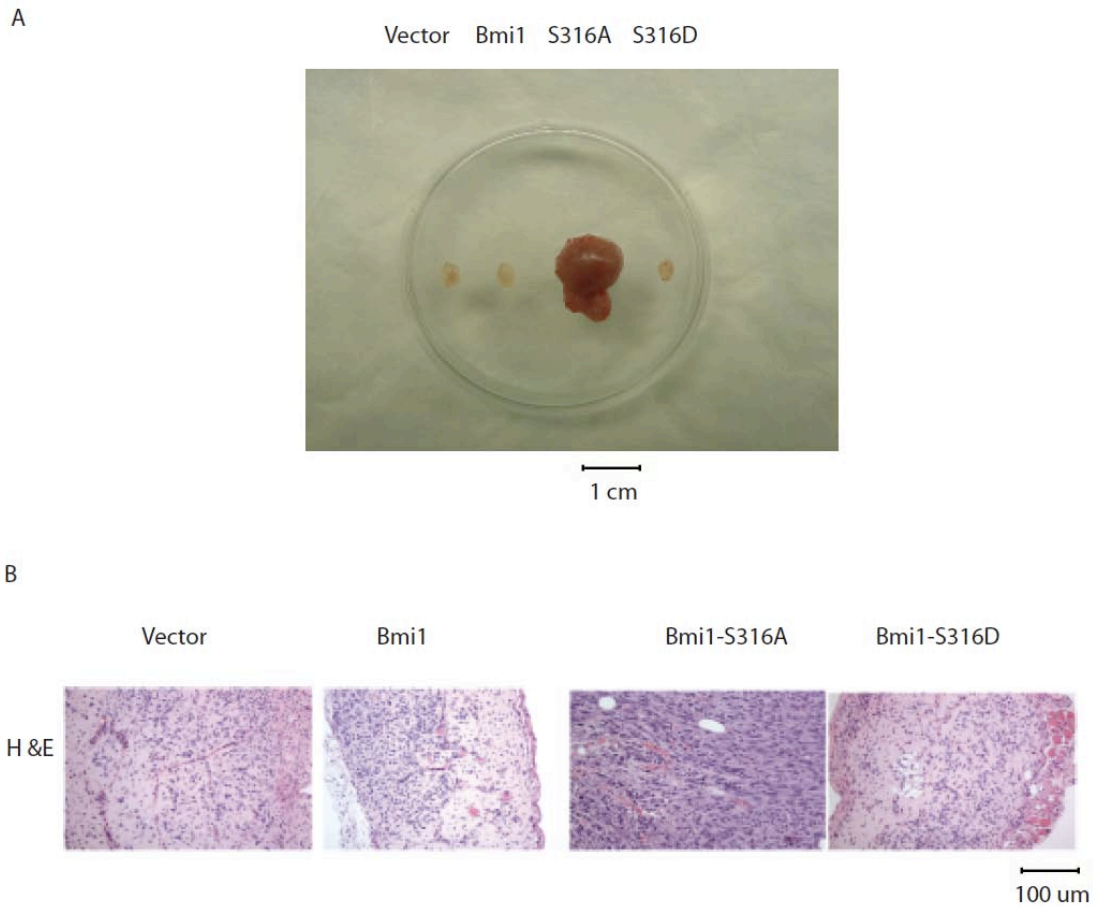 A
Vector Bmi1 S316A S316D
1 cm
B
Vector Bmi1 Bmi1-S316A Bmi1-S316D
H &E
100 um